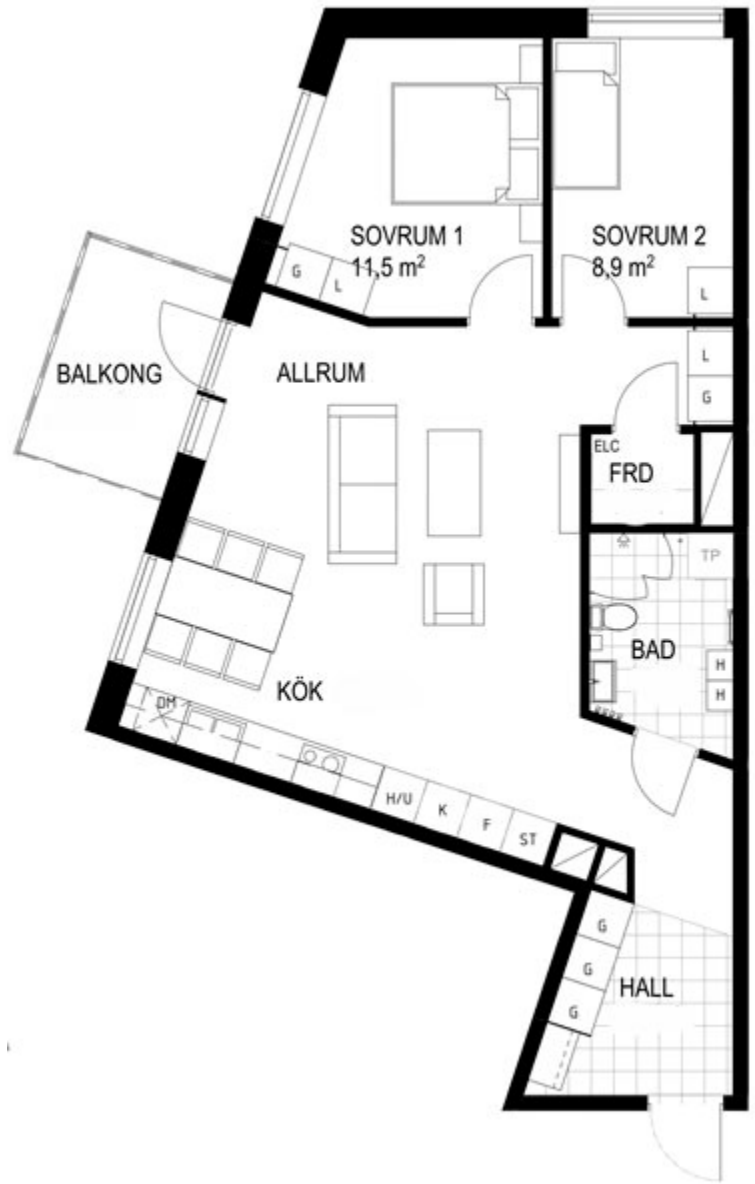 SOVRUM 1
11,5 m²
SOVRUM 2
8,9 m²
G
L
L
BALKONG
ALLRUM
L
G
ELC
FRD
TP
BAD
H
H
KÖK
DM
H/U
K
F
ST
G
G
G
HALL